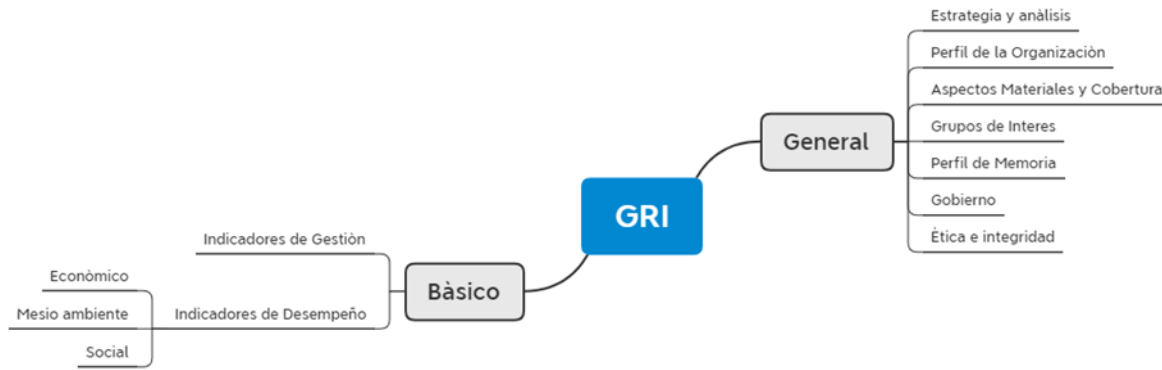 GRI
General
Estrategia y anàlisis
Perfil de la Organizaciòn
Aspectos Materiales y Cobertura
Grupos de Interes
Perfil de Memoria
Gobierno
Ètica e integridad
Bàsico
Indicadores de Gestiòn
Indicadores de Desempeño
Econòmico
Mesio ambiente
Social